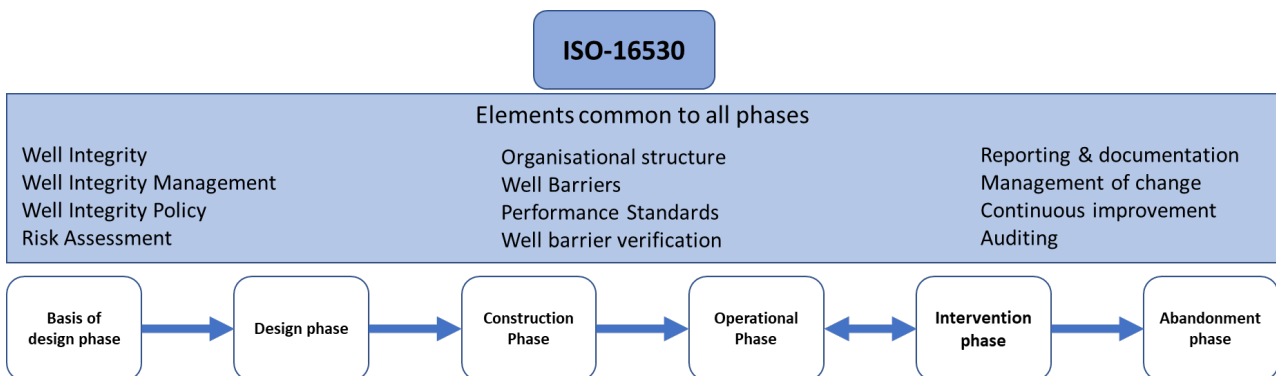 ISO-16530
Elements common to all phases
Well Integrity
Well Integrity Management
Well Integrity Policy
Risk Assessment
Organisational structure
Well Barriers
Performance Standards
Well barrier verification
Reporting & documentation
Management of change
Continuous improvement
Auditing
Basis of
design phase
Design phase
Construction
Phase
Operational
Phase
Intervention
phase
Abandonment
phase